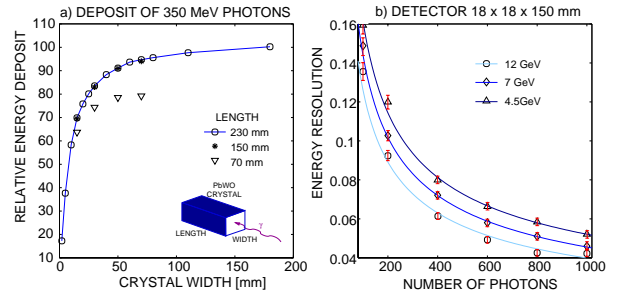 a) DEPOSIT OF 350 MeV PHOTONS
RELATIVE ENERGY DEPOSIT
110
100
90
80
70
60
50
40
30
20
10
LENGTH
230 mm
150 mm
70 mm
PbWO
CRYSTAL
LENGTH
WIDTH
γ
0
50
100
150
200
CRYSTAL WIDTH [mm]
b) DETECTOR 18 x 18 x 150 mm
ENERGY RESOLUTION
0.16
0.14
0.12
0.1
0.08
0.06
0.04
12 GeV
7 GeV
4.5GeV
200
400
600
800
1000
NUMBER OF PHOTONS